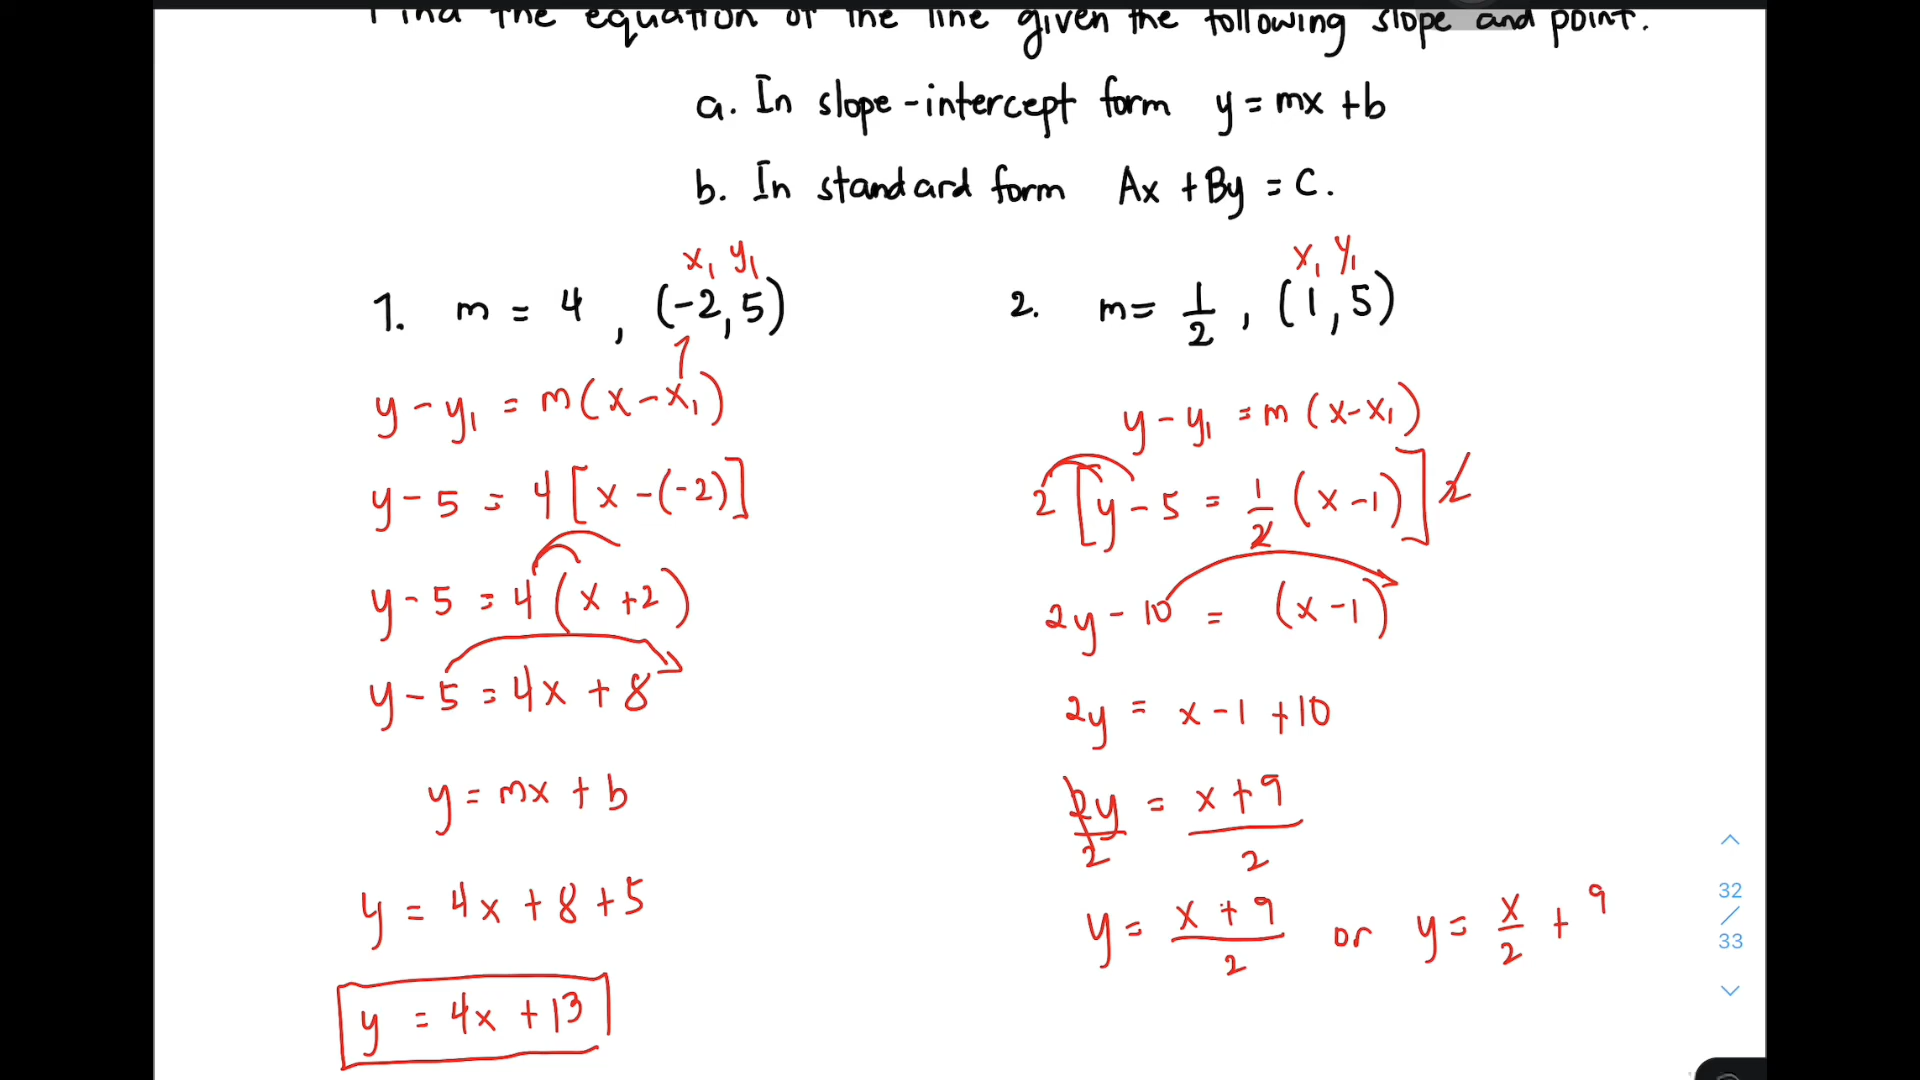 Find the equation of the line given the following slope and point.
a. In slope-intercept form y = mx + b
b. In standard form Ax + By = C.
x₁ y₁
1. m = 4 , (-2, 5)
y - y₁ = m(x - x₁)
y - 5 = 4[x - (-2)]
y - 5 = 4(x + 2)
y - 5 = 4x + 8
y = mx + b
y = 4x + 8 + 5
y = 4x + 13
x₁ y₁
2. m = 1/2 , (1, 5)
y - y₁ = m(x - x₁)
2[y - 5 = 1/2 (x - 1)]2
2y - 10 = (x - 1)
2y = x - 1 + 10
2y/2 = x + 9/2
y = x + 9/2 or y = x/2 + 9
32
/
33